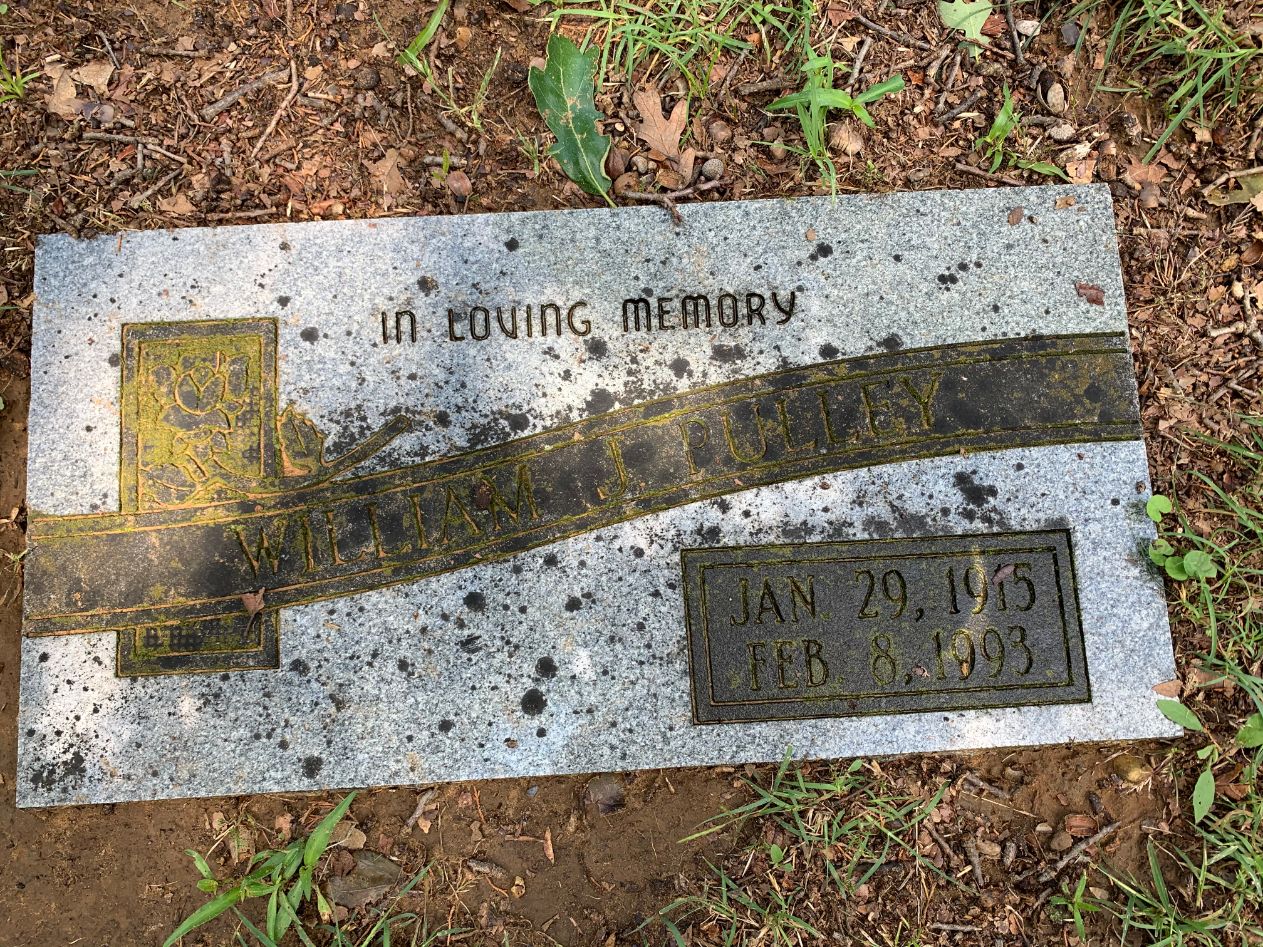 IN LOVING MEMORY
WILLIAM J. PULLEY
JAN. 29, 1915
FEB. 8, 1993